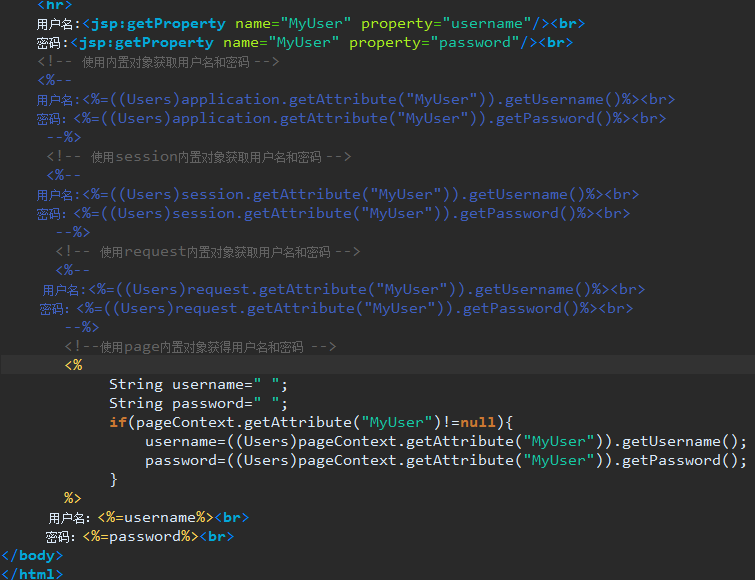 <hr>
用户名:<jsp:getProperty name="MyUser" property="username"/><br>
密码:<jsp:getProperty name="MyUser" property="password"/><br>
<!-- 使用内置对象获取用户名和密码 -->
<%--
用户名:<%=((Users)application.getAttribute("MyUser")).getUsername()%><br>
密码: <%=((Users)application.getAttribute("MyUser")).getPassword()%><br>
--%>
<!-- 使用session内置对象获取用户名和密码 -->
<%--
用户名:<%=((Users)session.getAttribute("MyUser")).getUsername()%><br>
密码: <%=((Users)session.getAttribute("MyUser")).getPassword()%><br>
--%>
<!-- 使用request内置对象获取用户名和密码 -->
<%--
用户名:<%=((Users)request.getAttribute("MyUser")).getUsername()%><br>
密码: <%=((Users)request.getAttribute("MyUser")).getPassword()%><br>
--%>
<!--使用page内置对象获得用户名和密码 -->
<%
String username=" ";
String password=" ";
if(pageContext.getAttribute("MyUser")!=null){
username=((Users)pageContext.getAttribute("MyUser")).getUsername();
password=((Users)pageContext.getAttribute("MyUser")).getPassword();
}
%>
用户名: <%=username%><br>
密码: <%=password%><br>
</body>
</html>